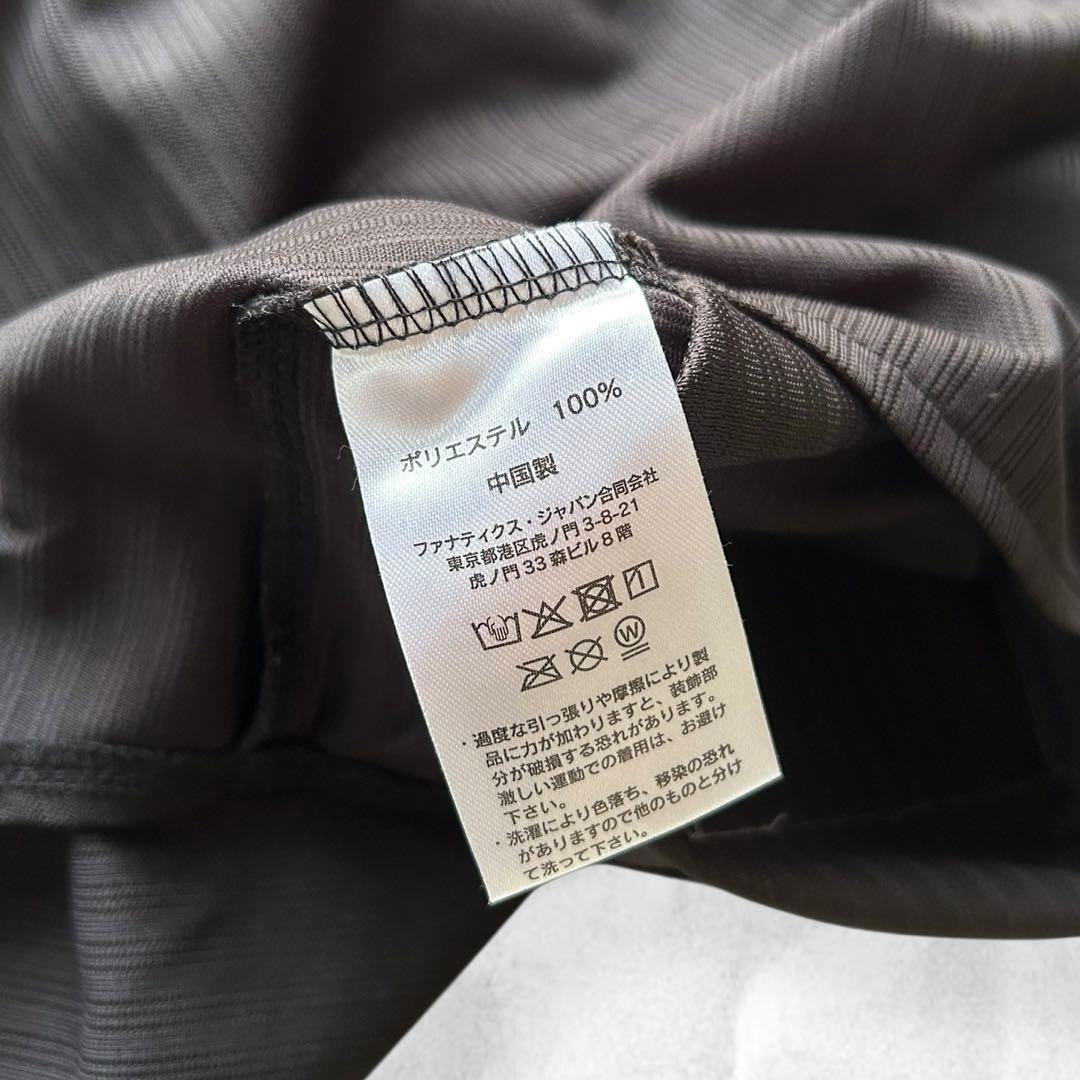 ポリエステル 100%
中国製
ファナティクス・ジャパン合同会社
東京都港区虎ノ門3-8-21
虎ノ門33森ビル8階
W
・過度な引っ張りや摩擦により製
品に力が加わりますと、装飾部
分が破損する恐れがあります。
激しい運動での着用は、お避け
下さい。
・洗濯により色落ち、移染の恐れ
がありますので他のものと分け
て洗って下さい。